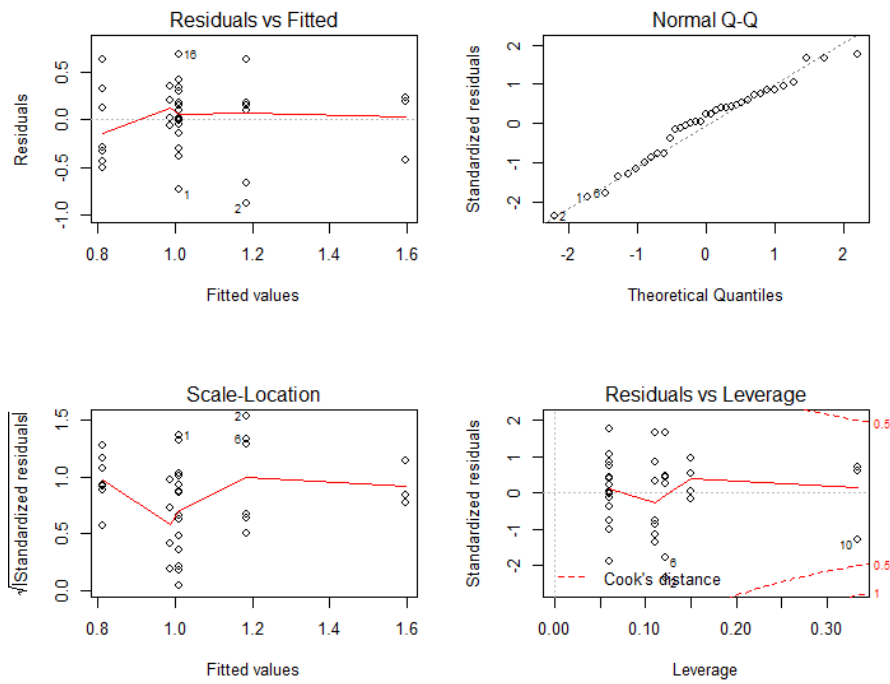 Residuals vs Fitted
Residuals
0.5
0.0
-0.5
-1.0
16
1
2
0.8 1.0 1.2 1.4 1.6
Fitted values
Normal Q-Q
Standardized residuals
2
1
0
-1
-2
1
6
2
-2 -1 0 1 2
Theoretical Quantiles
Scale-Location
√|Standardized residuals|
1.5
1.0
0.5
0.0
2
1
6
0.8 1.0 1.2 1.4 1.6
Fitted values
Residuals vs Leverage
Standardized residuals
2
1
0
-1
-2
0.5
10
6
2
0.5
1
Cook's distance
0.00 0.10 0.20 0.30
Leverage